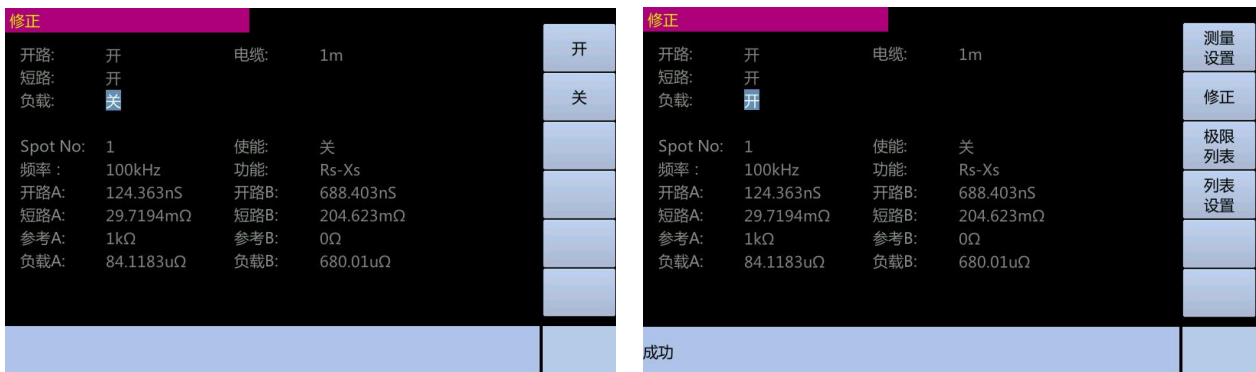 修正
开路: 开 电缆: 1m
短路: 开
负载: 关
Spot No: 1 使能: 关
频率： 100kHz 功能: Rs-Xs
开路A: 124.363nS 开路B: 688.403nS
短路A: 29.7194mΩ 短路B: 204.623mΩ
参考A: 1kΩ 参考B: 0Ω
负载A: 84.1183uΩ 负载B: 680.01uΩ
开
关
修正
开路: 开 电缆: 1m
短路: 开
负载: 开
Spot No: 1 使能: 关
频率： 100kHz 功能: Rs-Xs
开路A: 124.363nS 开路B: 688.403nS
短路A: 29.7194mΩ 短路B: 204.623mΩ
参考A: 1kΩ 参考B: 0Ω
负载A: 84.1183uΩ 负载B: 680.01uΩ
测量
设置
修正
极限
列表
列表
设置
成功